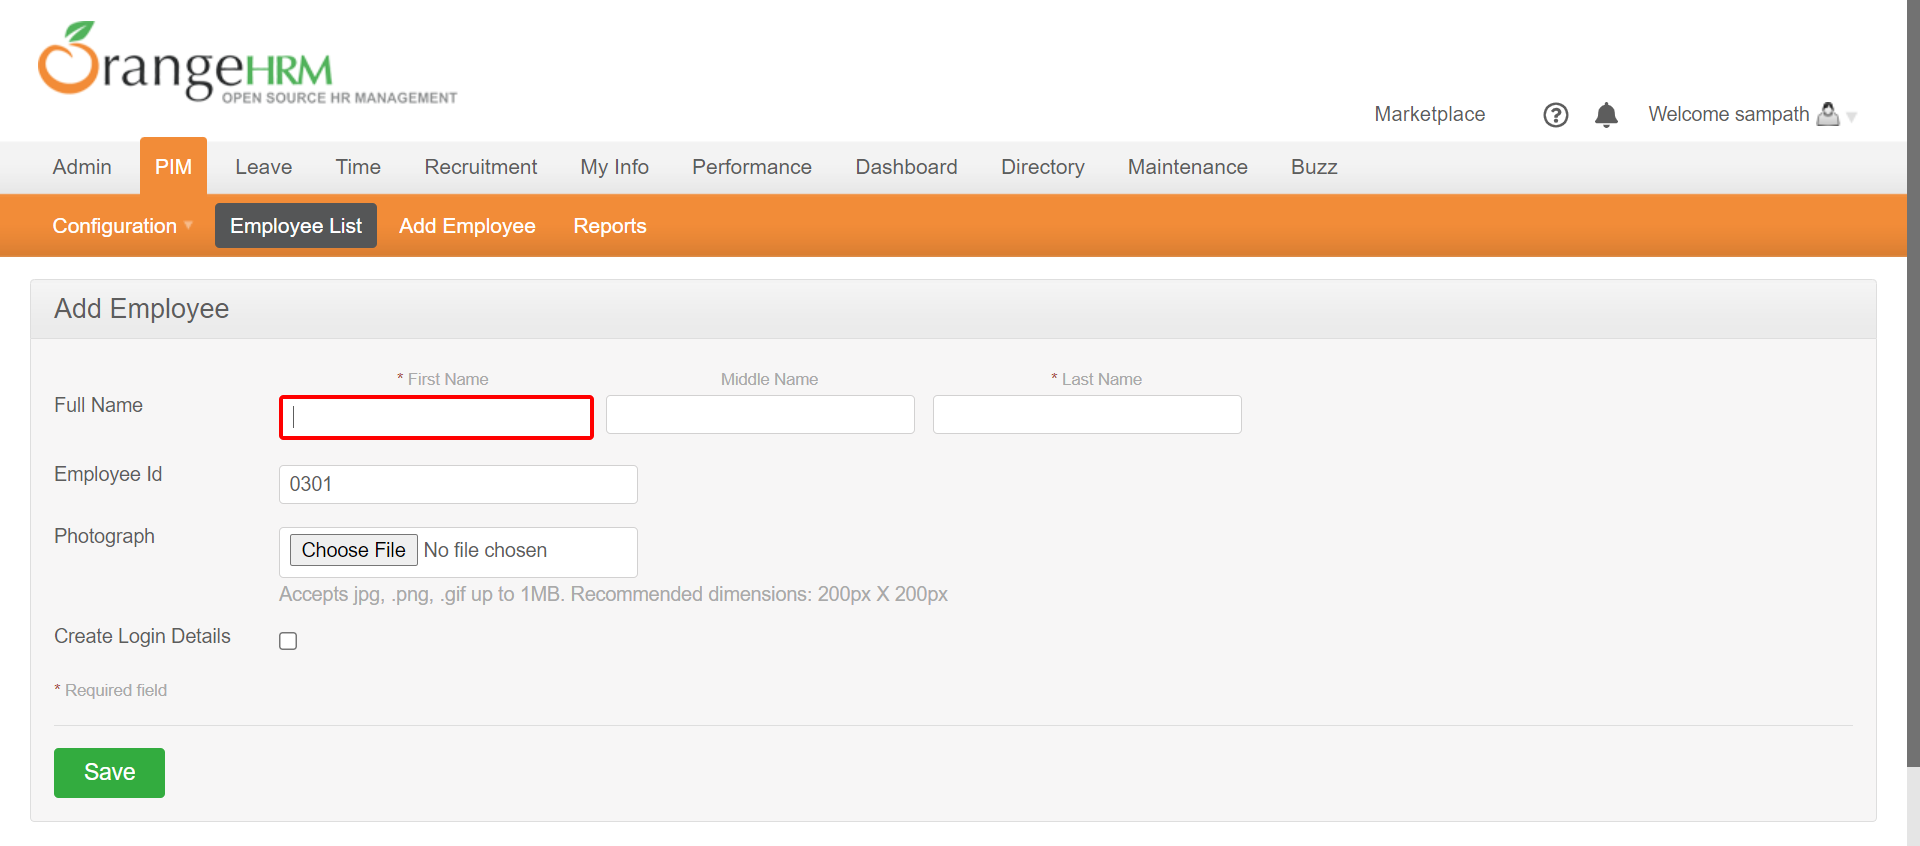 OrangeHRM
OPEN SOURCE HR MANAGEMENT
Marketplace ? Welcome sampath
Admin PIM Leave Time Recruitment My Info Performance Dashboard Directory Maintenance Buzz
Configuration Employee List Add Employee Reports
Add Employee
* First Name Middle Name * Last Name
Full Name
Employee Id 0301
Photograph Choose File No file chosen
Accepts jpg, .png, .gif up to 1MB. Recommended dimensions: 200px X 200px
Create Login Details
* Required field
Save